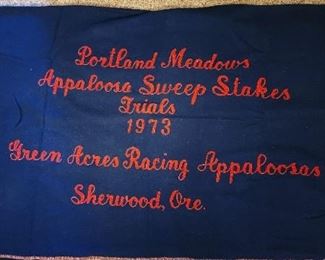 Portland Meadows
Appaloosa Sweep Stakes
Trials
1973
Green Acres Racing Appaloosas
Sherwood, Ore.